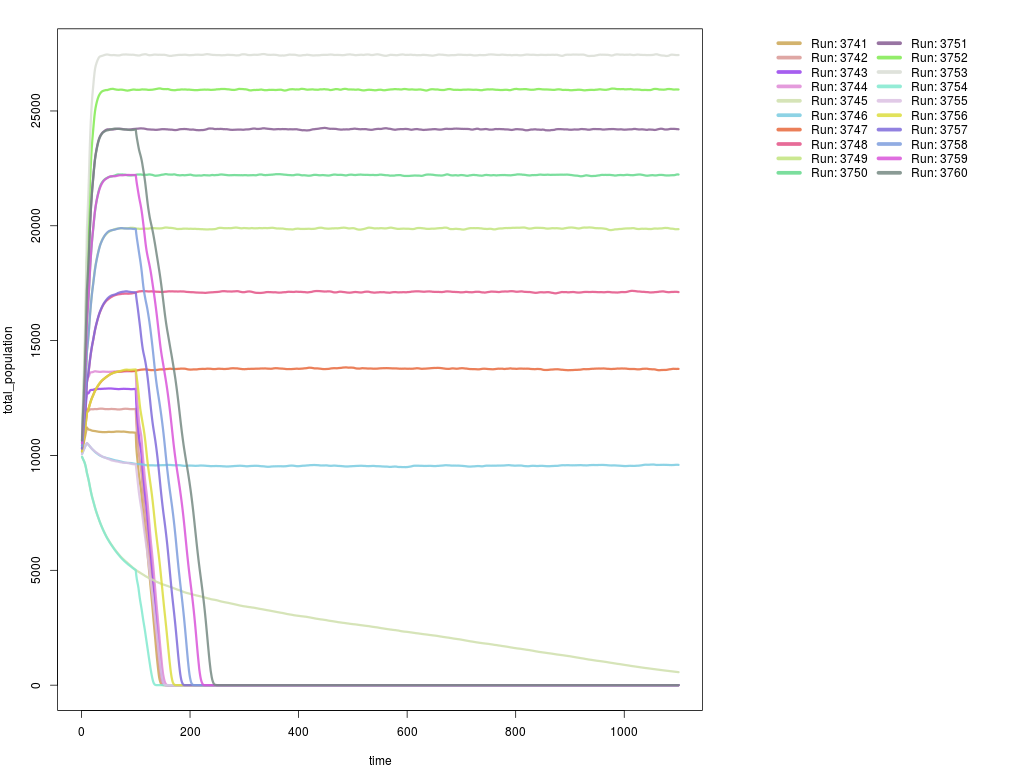 Run: 3741
Run: 3742
Run: 3743
Run: 3744
Run: 3745
Run: 3746
Run: 3747
Run: 3748
Run: 3749
Run: 3750
Run: 3751
Run: 3752
Run: 3753
Run: 3754
Run: 3755
Run: 3756
Run: 3757
Run: 3758
Run: 3759
Run: 3760
total_population
25000
20000
15000
10000
5000
0
0 200 400 600 800 1000
time